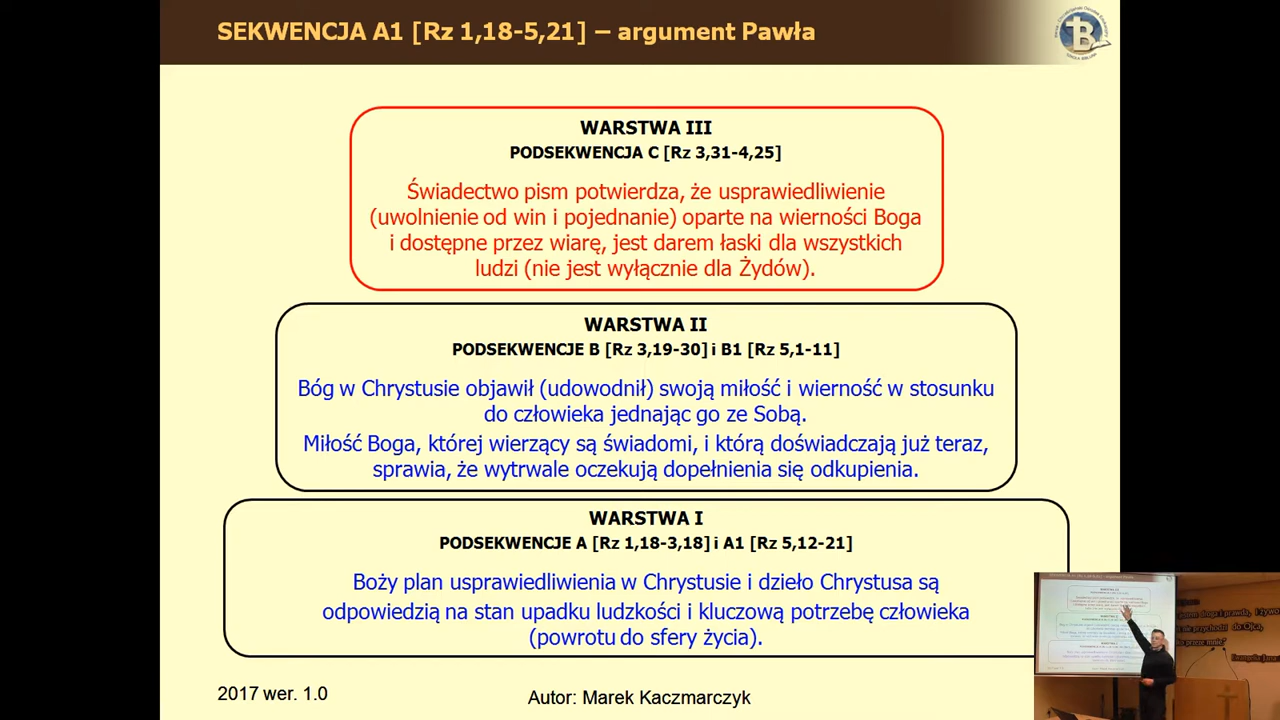 SEKWENCJA A1 [Rz 1,18-5,21] – argument Pawła
WARSTWA III
PODSEKWENCJA C [Rz 3,31-4,25]
Świadectwo pism potwierdza, że usprawiedliwienie
(uwolnienie od win i pojednanie) oparte na wierności Boga
i dostępne przez wiarę, jest darem łaski dla wszystkich
ludzi (nie jest wyłącznie dla Żydów).
WARSTWA II
PODSEKWENCJE B [Rz 3,19-30] i B1 [Rz 5,1-11]
Bóg w Chrystusie objawił (udowodnił) swoją miłość i wierność w stosunku
do człowieka jednając go ze Sobą.
Miłość Boga, której wierzący są świadomi, i którą doświadczają już teraz,
sprawia, że wytrwale oczekują dopełnienia się odkupienia.
WARSTWA I
PODSEKWENCJE A [Rz 1,18-3,18] i A1 [Rz 5,12-21]
Boży plan usprawiedliwienia w Chrystusie i dzieło Chrystusa są
odpowiedzią na stan upadku ludzkości i kluczową potrzebę człowieka
(powrotu do sfery życia).
2017 wer. 1.0
Autor: Marek Kaczmarczyk